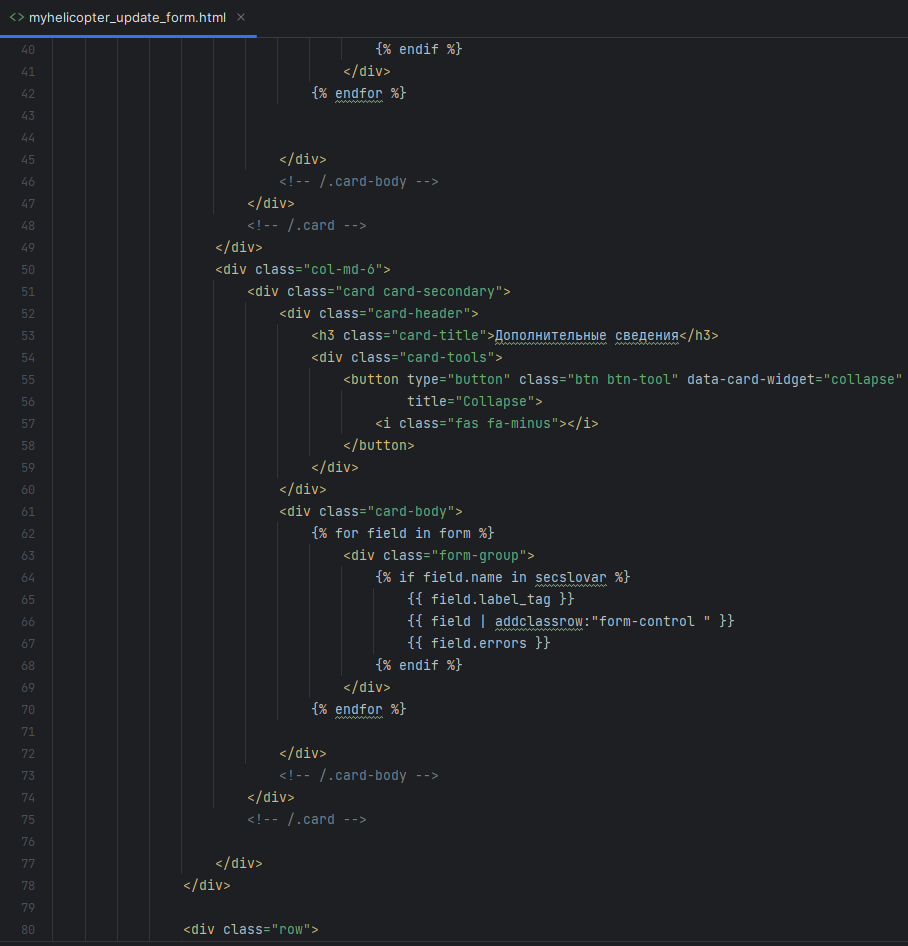 <> myhelicopter_update_form.html ×
40 {% endif %}
41 </div>
42 {% endfor %}
43
44
45 </div>
46 <!-- /.card-body -->
47 </div>
48 <!-- /.card -->
49 </div>
50 <div class="col-md-6">
51 <div class="card card-secondary">
52 <div class="card-header">
53 <h3 class="card-title">Дополнительные сведения</h3>
54 <div class="card-tools">
55 <button type="button" class="btn btn-tool" data-card-widget="collapse"
56 title="Collapse">
57 <i class="fas fa-minus"></i>
58 </button>
59 </div>
60 </div>
61 <div class="card-body">
62 {% for field in form %}
63 <div class="form-group">
64 {% if field.name in secslovar %}
65 {{ field.label_tag }}
66 {{ field | addclassrow:"form-control " }}
67 {{ field.errors }}
68 {% endif %}
69 </div>
70 {% endfor %}
71
72 </div>
73 <!-- /.card-body -->
74 </div>
75 <!-- /.card -->
76
77 </div>
78 </div>
79
80 <div class="row">